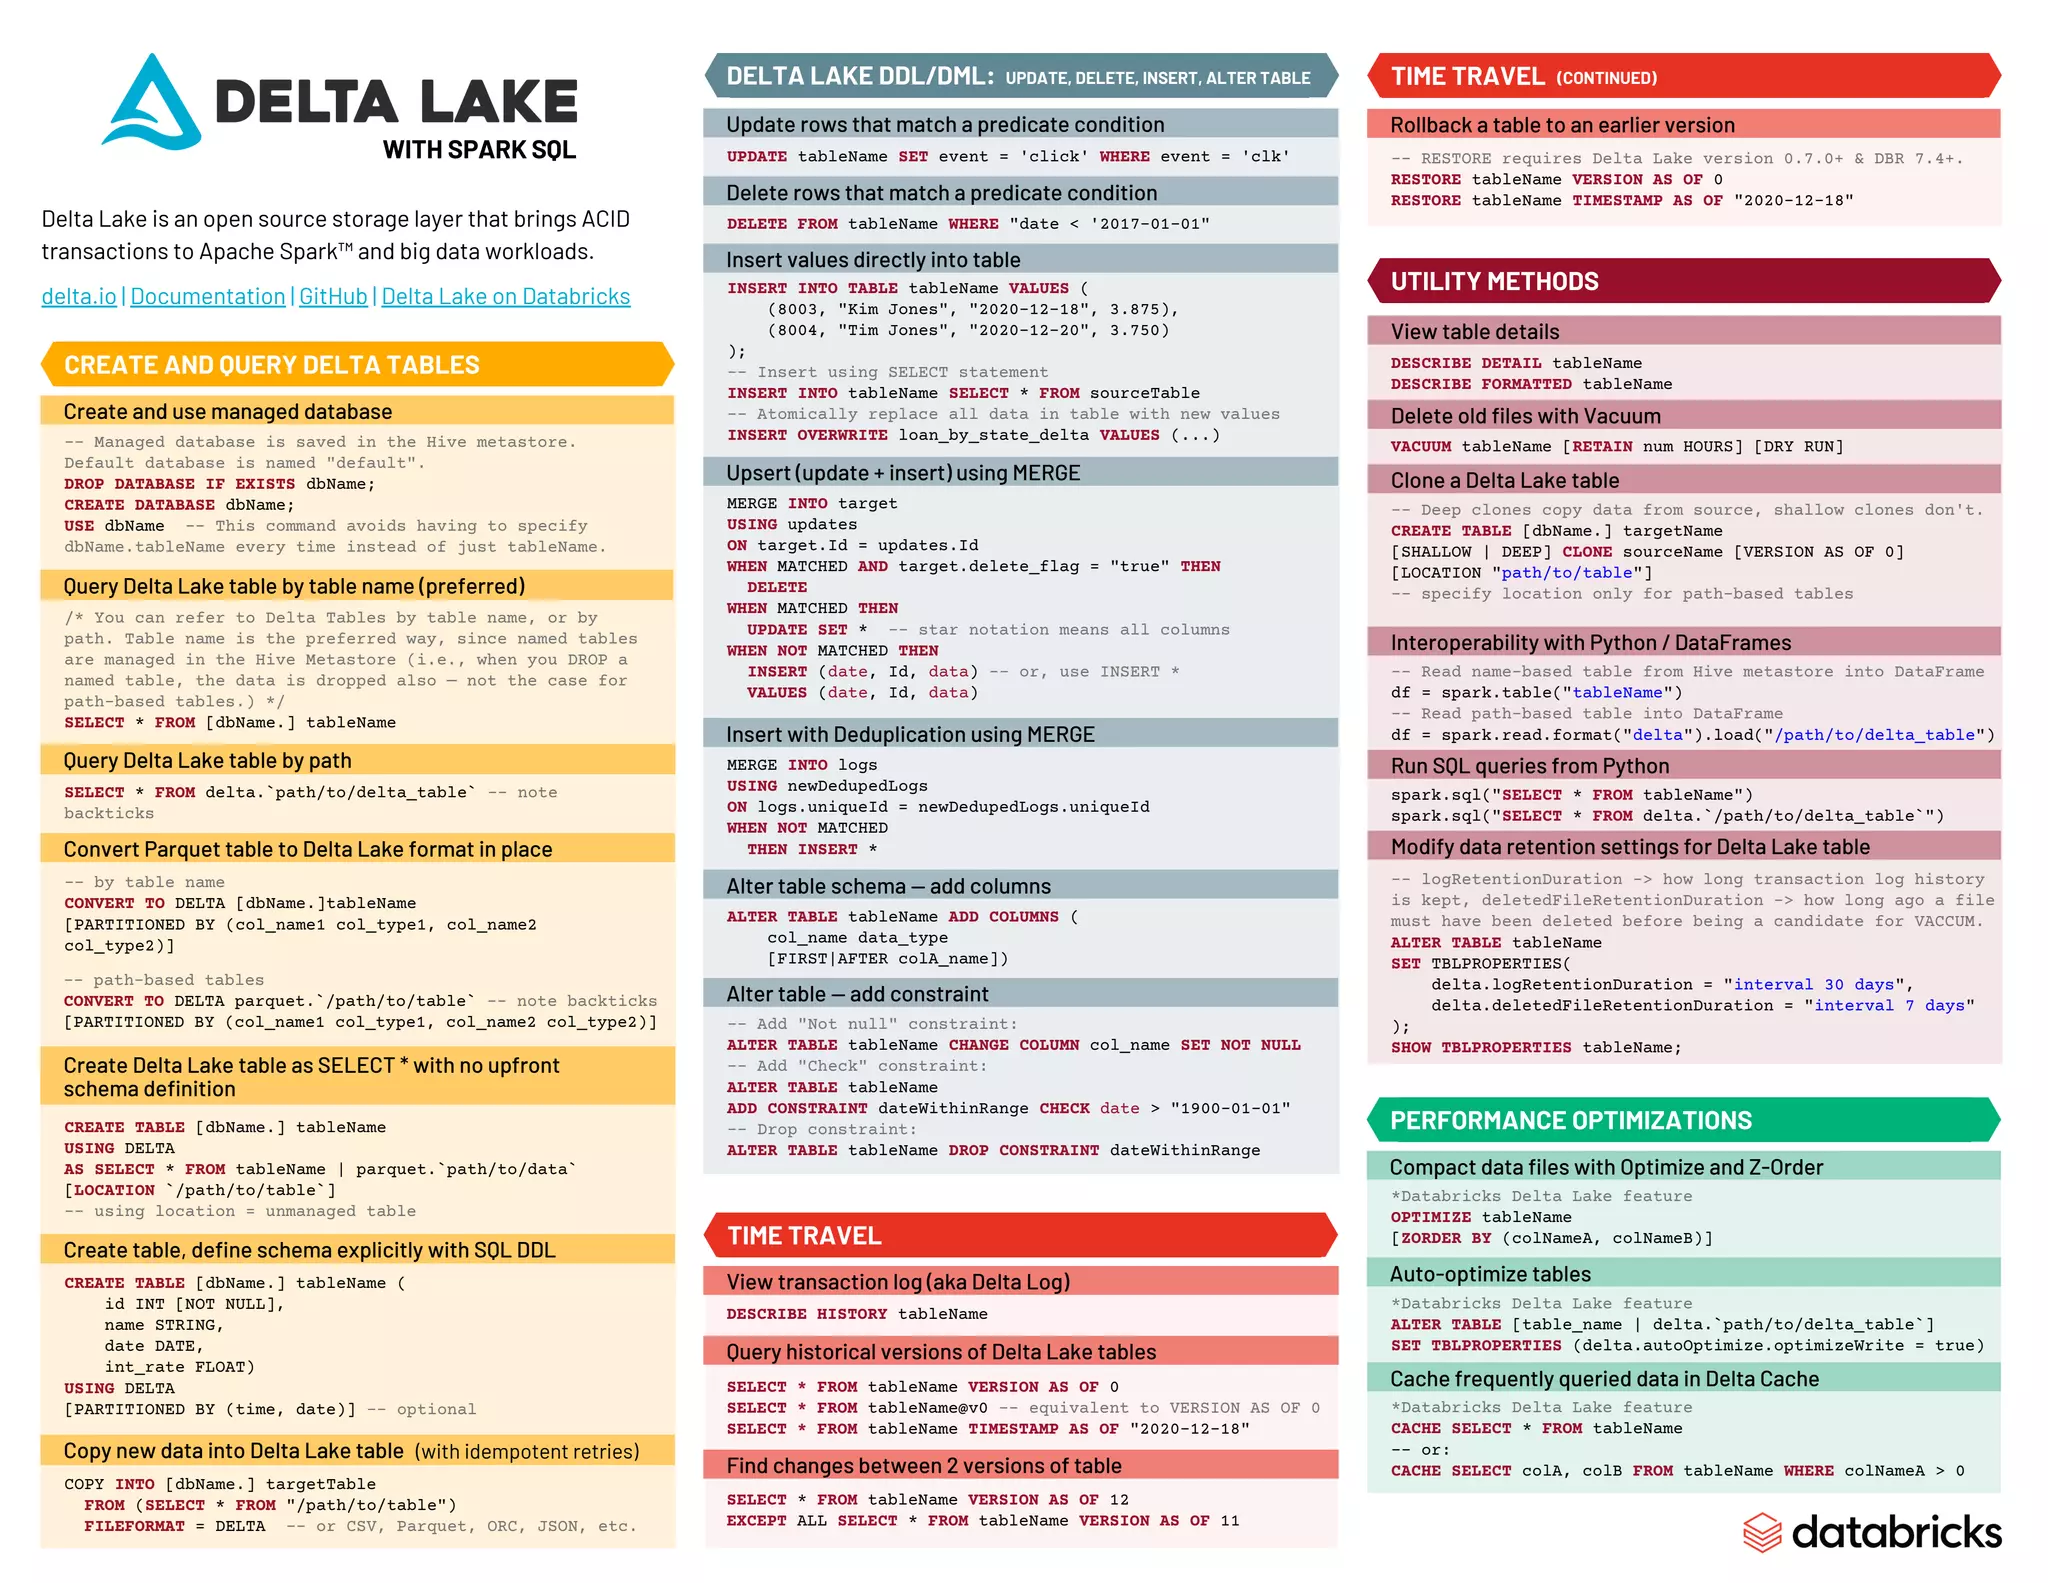 DELTA LAKE
WITH SPARK SQL
Delta Lake is an open source storage layer that brings ACID
transactions to Apache Spark™ and big data workloads.
delta.io | Documentation | GitHub | Delta Lake on Databricks
CREATE AND QUERY DELTA TABLES
Create and use managed database
-- Managed database is saved in the Hive metastore.
Default database is named "default".
DROP DATABASE IF EXISTS dbName;
CREATE DATABASE dbName;
USE dbName  -- This command avoids having to specify
dbName.tableName every time instead of just tableName.
Query Delta Lake table by table name (preferred)
/* You can refer to Delta Tables by table name, or by
path. Table name is the preferred way, since named tables
are managed in the Hive Metastore (i.e., when you DROP a
named table, the data is dropped also — not the case for
path-based tables.) */
SELECT * FROM [dbName.] tableName
Query Delta Lake table by path
SELECT * FROM delta.`path/to/delta_table` -- note
backticks
Convert Parquet table to Delta Lake format in place
-- by table name
CONVERT TO DELTA [dbName.]tableName
[PARTITIONED BY (col_name1 col_type1, col_name2
col_type2)]
-- path-based tables
CONVERT TO DELTA parquet.`/path/to/table` -- note backticks
[PARTITIONED BY (col_name1 col_type1, col_name2 col_type2)]
Create Delta Lake table as SELECT * with no upfront
schema definition
CREATE TABLE [dbName.] tableName
USING DELTA
AS SELECT * FROM tableName | parquet.`path/to/data`
[LOCATION `/path/to/table`]
-- using location = unmanaged table
Create table, define schema explicitly with SQL DDL
CREATE TABLE [dbName.] tableName (
id INT [NOT NULL],
name STRING,
date DATE,
int_rate FLOAT)
USING DELTA
[PARTITIONED BY (time, date)] -- optional
Copy new data into Delta Lake table (with idempotent retries)
COPY INTO [dbName.] targetTable
FROM (SELECT * FROM "/path/to/table")
FILEFORMAT = DELTA  -- or CSV, Parquet, ORC, JSON, etc.
DELTA LAKE DDL/DML: UPDATE, DELETE, INSERT, ALTER TABLE
Update rows that match a predicate condition
UPDATE tableName SET event = 'click' WHERE event = 'clk'
Delete rows that match a predicate condition
DELETE FROM tableName WHERE "date < '2017-01-01"
Insert values directly into table
INSERT INTO TABLE tableName VALUES (
(8003, "Kim Jones", "2020-12-18", 3.875),
(8004, "Tim Jones", "2020-12-20", 3.750)
);
-- Insert using SELECT statement
INSERT INTO tableName SELECT * FROM sourceTable
-- Atomically replace all data in table with new values
INSERT OVERWRITE loan_by_state_delta VALUES (...)
Upsert (update + insert) using MERGE
MERGE INTO target
USING updates
ON target.Id = updates.Id
WHEN MATCHED AND target.delete_flag = "true" THEN
DELETE
WHEN MATCHED THEN
UPDATE SET *  -- star notation means all columns
WHEN NOT MATCHED THEN
INSERT (date, Id, data) -- or, use INSERT *
VALUES (date, Id, data)
Insert with Deduplication using MERGE
MERGE INTO logs
USING newDedupedLogs
ON logs.uniqueId = newDedupedLogs.uniqueId
WHEN NOT MATCHED
THEN INSERT *
Alter table schema — add columns
ALTER TABLE tableName ADD COLUMNS (
col_name data_type
[FIRST|AFTER colA_name])
Alter table — add constraint
-- Add "Not null" constraint:
ALTER TABLE tableName CHANGE COLUMN col_name SET NOT NULL
-- Add "Check" constraint:
ALTER TABLE tableName
ADD CONSTRAINT dateWithinRange CHECK date > "1900-01-01"
-- Drop constraint:
ALTER TABLE tableName DROP CONSTRAINT dateWithinRange
TIME TRAVEL
View transaction log (aka Delta Log)
DESCRIBE HISTORY tableName
Query historical versions of Delta Lake tables
SELECT * FROM tableName VERSION AS OF 0
SELECT * FROM tableName@v0 -- equivalent to VERSION AS OF 0
SELECT * FROM tableName TIMESTAMP AS OF "2020-12-18"
Find changes between 2 versions of table
SELECT * FROM tableName VERSION AS OF 12
EXCEPT ALL SELECT * FROM tableName VERSION AS OF 11
TIME TRAVEL (CONTINUED)
Rollback a table to an earlier version
-- RESTORE requires Delta Lake version 0.7.0+ & DBR 7.4+.
RESTORE tableName VERSION AS OF 0
RESTORE tableName TIMESTAMP AS OF "2020-12-18"
UTILITY METHODS
View table details
DESCRIBE DETAIL tableName
DESCRIBE FORMATTED tableName
Delete old files with Vacuum
VACUUM tableName [RETAIN num HOURS] [DRY RUN]
Clone a Delta Lake table
-- Deep clones copy data from source, shallow clones don't.
CREATE TABLE [dbName.] targetName
[SHALLOW | DEEP] CLONE sourceName [VERSION AS OF 0]
[LOCATION "path/to/table"]
-- specify location only for path-based tables
Interoperability with Python / DataFrames
-- Read name-based table from Hive metastore into DataFrame
df = spark.table("tableName")
-- Read path-based table into DataFrame
df = spark.read.format("delta").load("/path/to/delta_table")
Run SQL queries from Python
spark.sql("SELECT * FROM tableName")
spark.sql("SELECT * FROM delta.`/path/to/delta_table`")
Modify data retention settings for Delta Lake table
-- logRetentionDuration -> how long transaction log history
is kept, deletedFileRetentionDuration -> how long ago a file
must have been deleted before being a candidate for VACCUM.
ALTER TABLE tableName
SET TBLPROPERTIES(
delta.logRetentionDuration = "interval 30 days",
delta.deletedFileRetentionDuration = "interval 7 days"
);
SHOW TBLPROPERTIES tableName;
PERFORMANCE OPTIMIZATIONS
Compact data files with Optimize and Z-Order
*Databricks Delta Lake feature
OPTIMIZE tableName
[ZORDER BY (colNameA, colNameB)]
Auto-optimize tables
*Databricks Delta Lake feature
ALTER TABLE [table_name | delta.`path/to/delta_table`]
SET TBLPROPERTIES (delta.autoOptimize.optimizeWrite = true)
Cache frequently queried data in Delta Cache
*Databricks Delta Lake feature
CACHE SELECT * FROM tableName
-- or:
CACHE SELECT colA, colB FROM tableName WHERE colNameA > 0
databricks